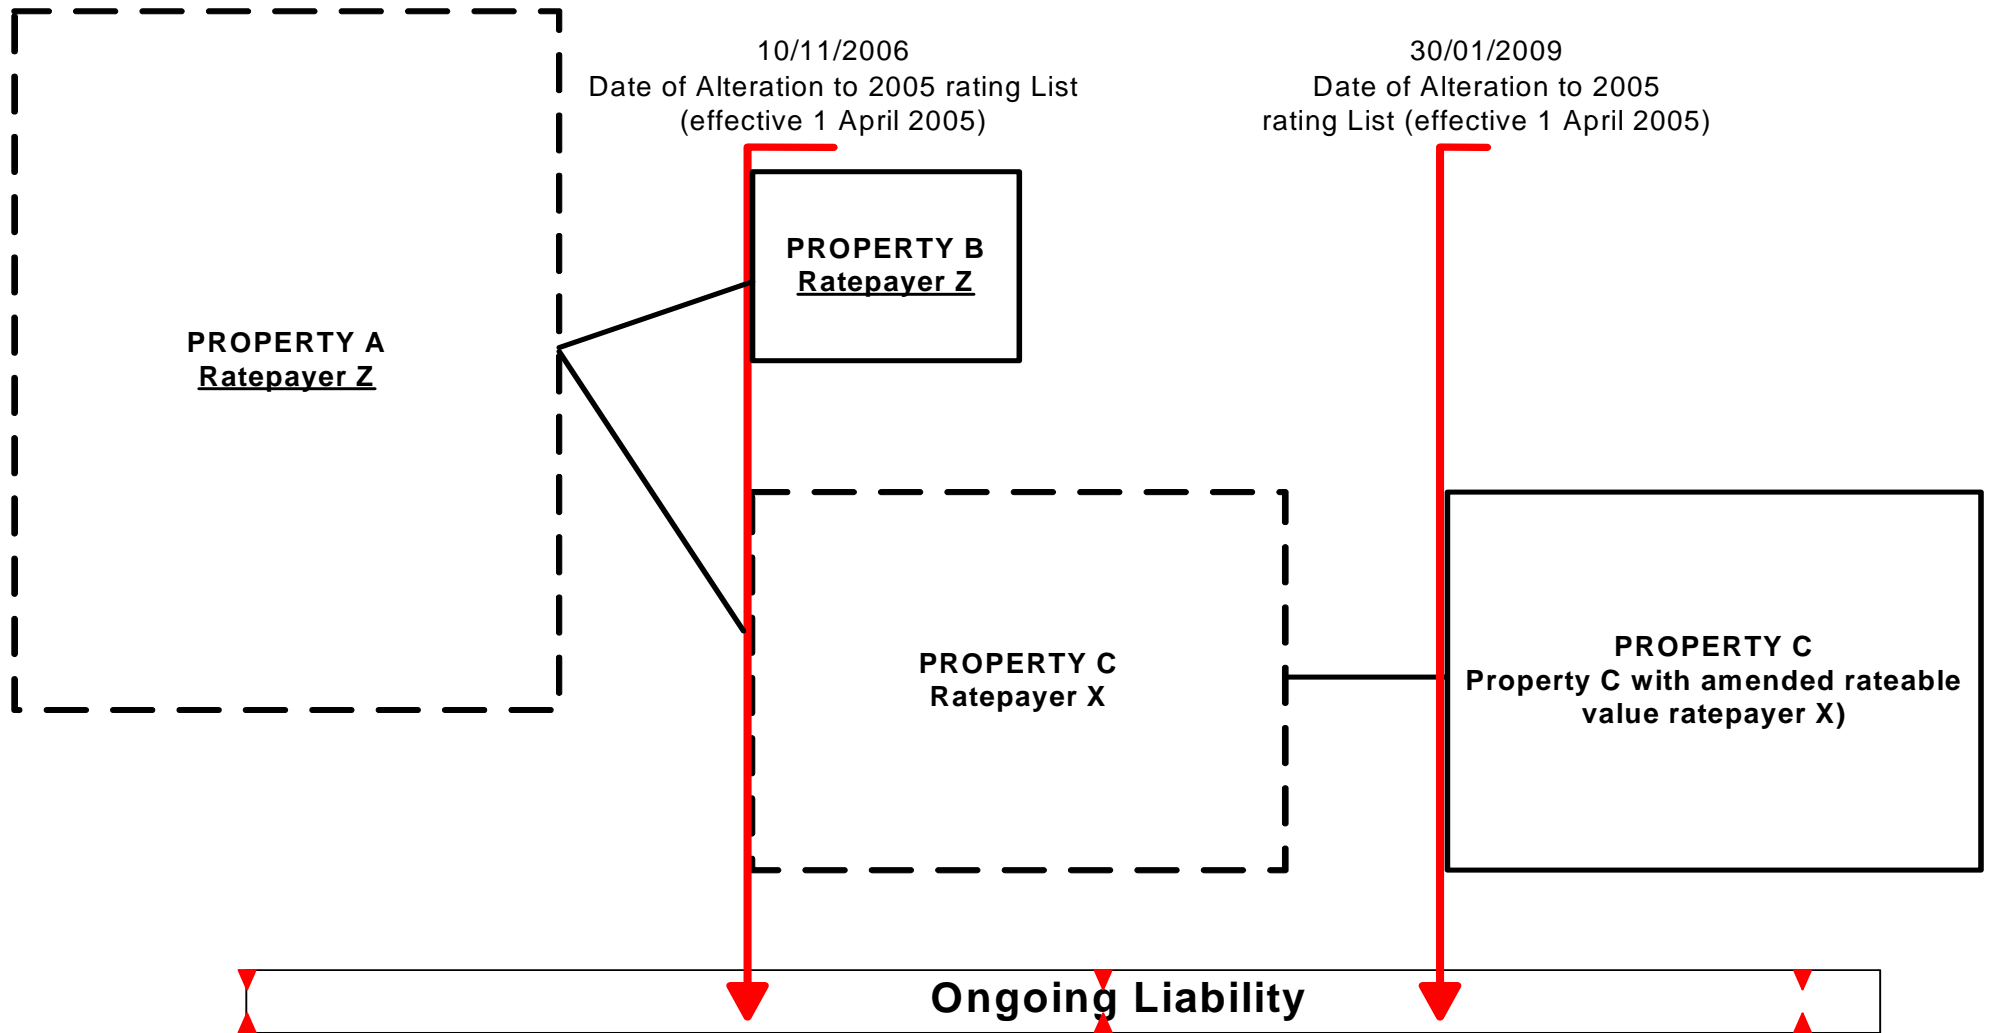 10/11/2006
Date of Alteration to 2005 rating List
(effective 1 April 2005)
30/01/2009
Date of Alteration to 2005
rating List (effective 1 April 2005)
PROPERTY B
Ratepayer Z
PROPERTY A
Ratepayer Z
PROPERTY C
Ratepayer X
PROPERTY C
Property C with amended rateable
value ratepayer X)
Ongoing Liability